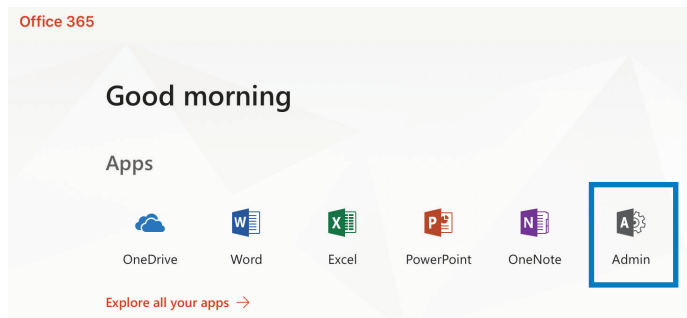 Office 365
Good morning
Apps
OneDrive Word Excel PowerPoint OneNote Admin
Explore all your apps →